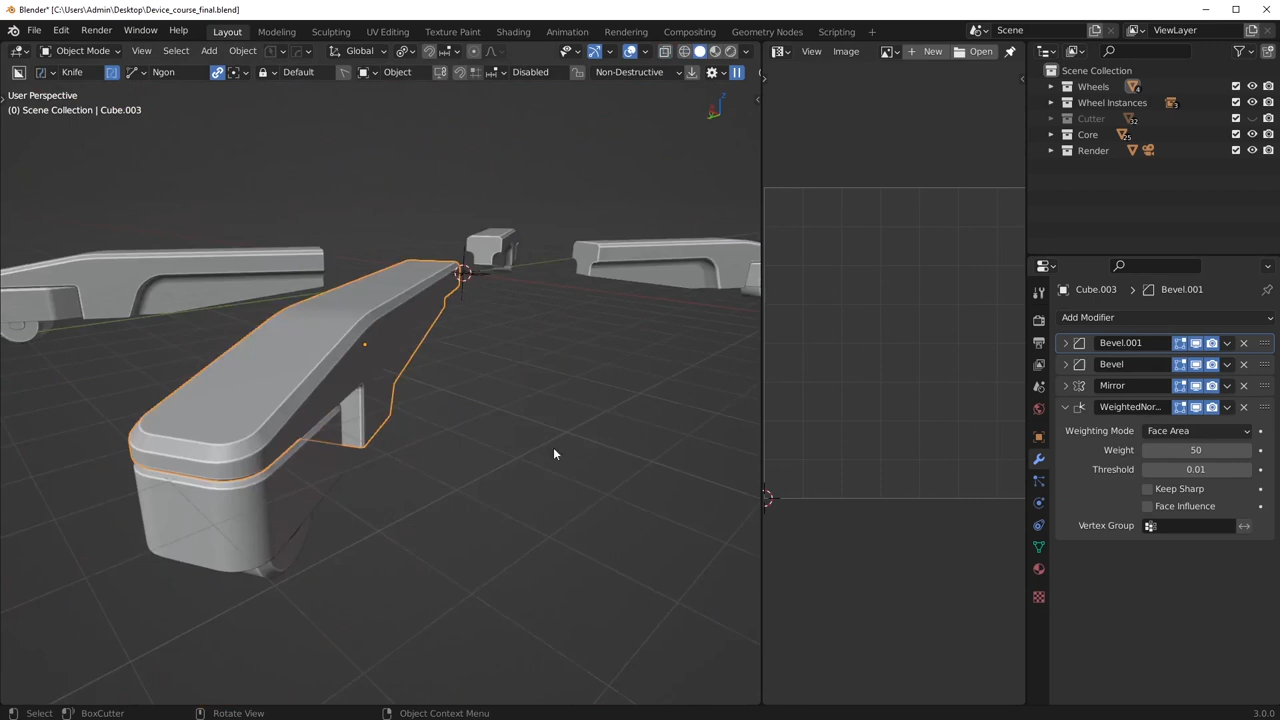 Blender* [C:\Users\Admin\Desktop\Device_course_final.blend]
File Edit Render Window Help Layout Modeling Sculpting UV Editing Texture Paint Shading Animation Rendering Compositing Geometry Nodes Scripting + Scene ViewLayer
Object Mode View Select Add Object Global View Image New Open
Knife Ngon Default Object Disabled Non-Destructive
User Perspective
(0) Scene Collection | Cube.003
Z
Scene Collection
Wheels 4
Wheel Instances 3
Cutter 32
Core 25
Render
Cube.003 > Bevel.001
Add Modifier
Bevel.001
Bevel
Mirror
WeightedNor...
Weighting Mode Face Area
Weight 50
Threshold 0.01
Keep Sharp
Face Influence
Vertex Group
Select BoxCutter Rotate View Object Context Menu 3.0.0